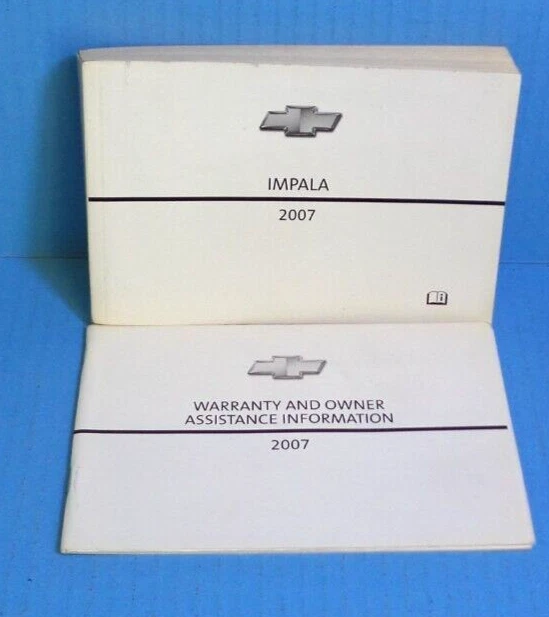 IMPALA
2007
WARRANTY AND OWNER
ASSISTANCE INFORMATION
2007